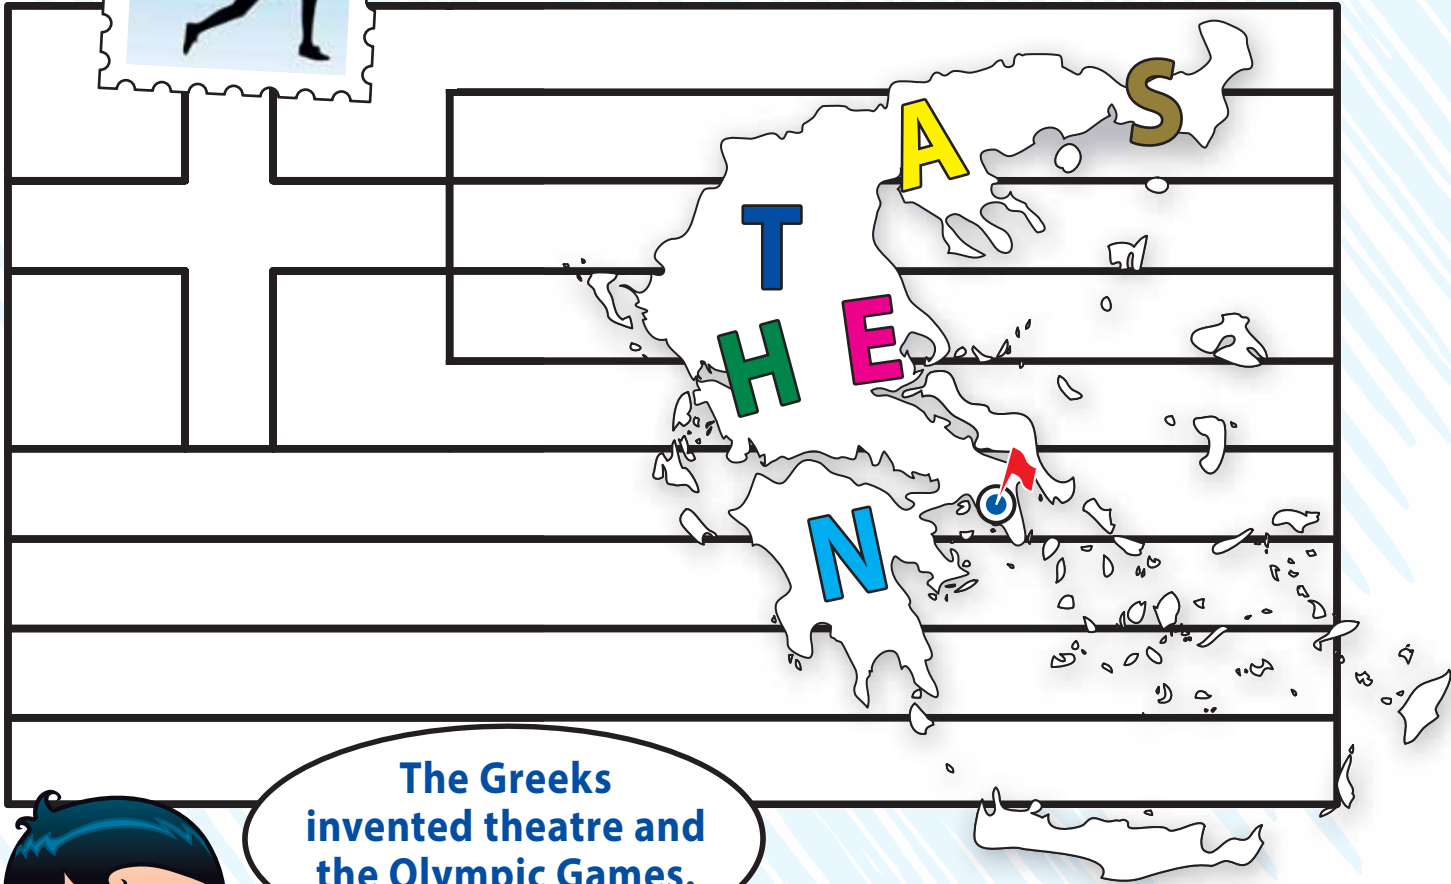 S
A
T
H
E
N
The Greeks
invented theatre and
the Olympic Games.